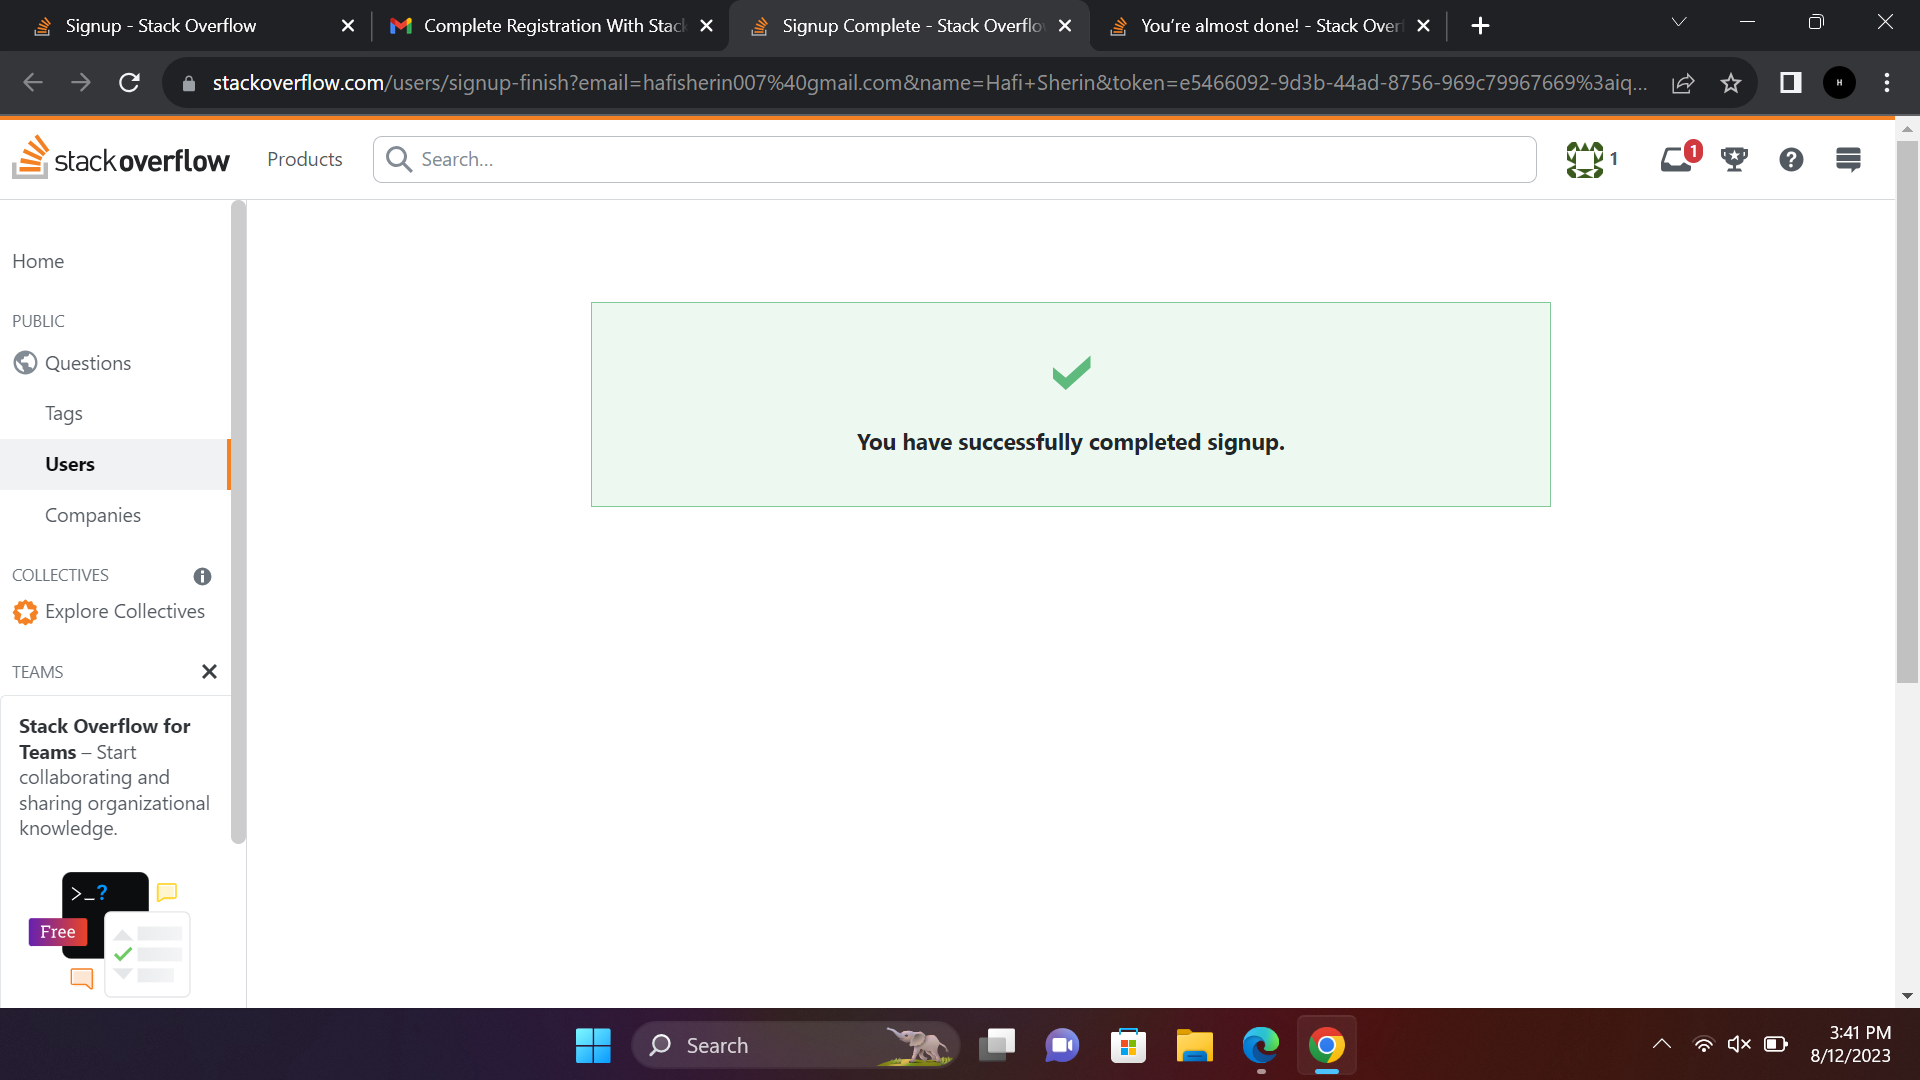 Signup - Stack Overflow
Complete Registration With Stack
Signup Complete - Stack Overflo
You're almost done! - Stack Over
stackoverflow.com/users/signup-finish?email=hafisherin007%40gmail.com&name=Hafi+Sherin&token=e5466092-9d3b-44ad-8756-969c79967669%3aiq...
H
stackoverflow
Products
Search...
1
1
?
Home
PUBLIC
Questions
Tags
Users
Companies
COLLECTIVES
Explore Collectives
TEAMS
Stack Overflow for
Teams – Start
collaborating and
sharing organizational
knowledge.
>_?
Free
You have successfully completed signup.
Search
3:41 PM
8/12/2023